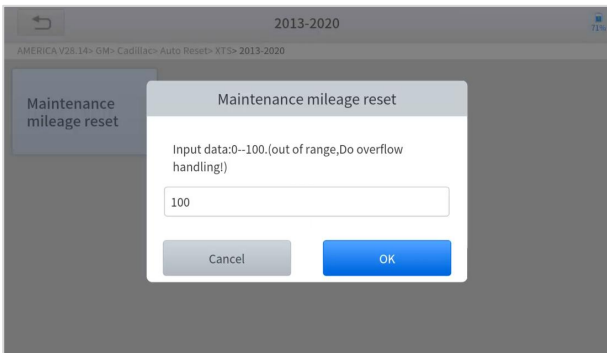 2013-2020
71%
AMERICA V26.14> GM> Cadillac> Auto Reset> XTS> 2013-2020
Maintenance
mileage reset
Maintenance mileage reset
Input data:0--100.(out of range,Do overflow
handling!)
100
Cancel
OK